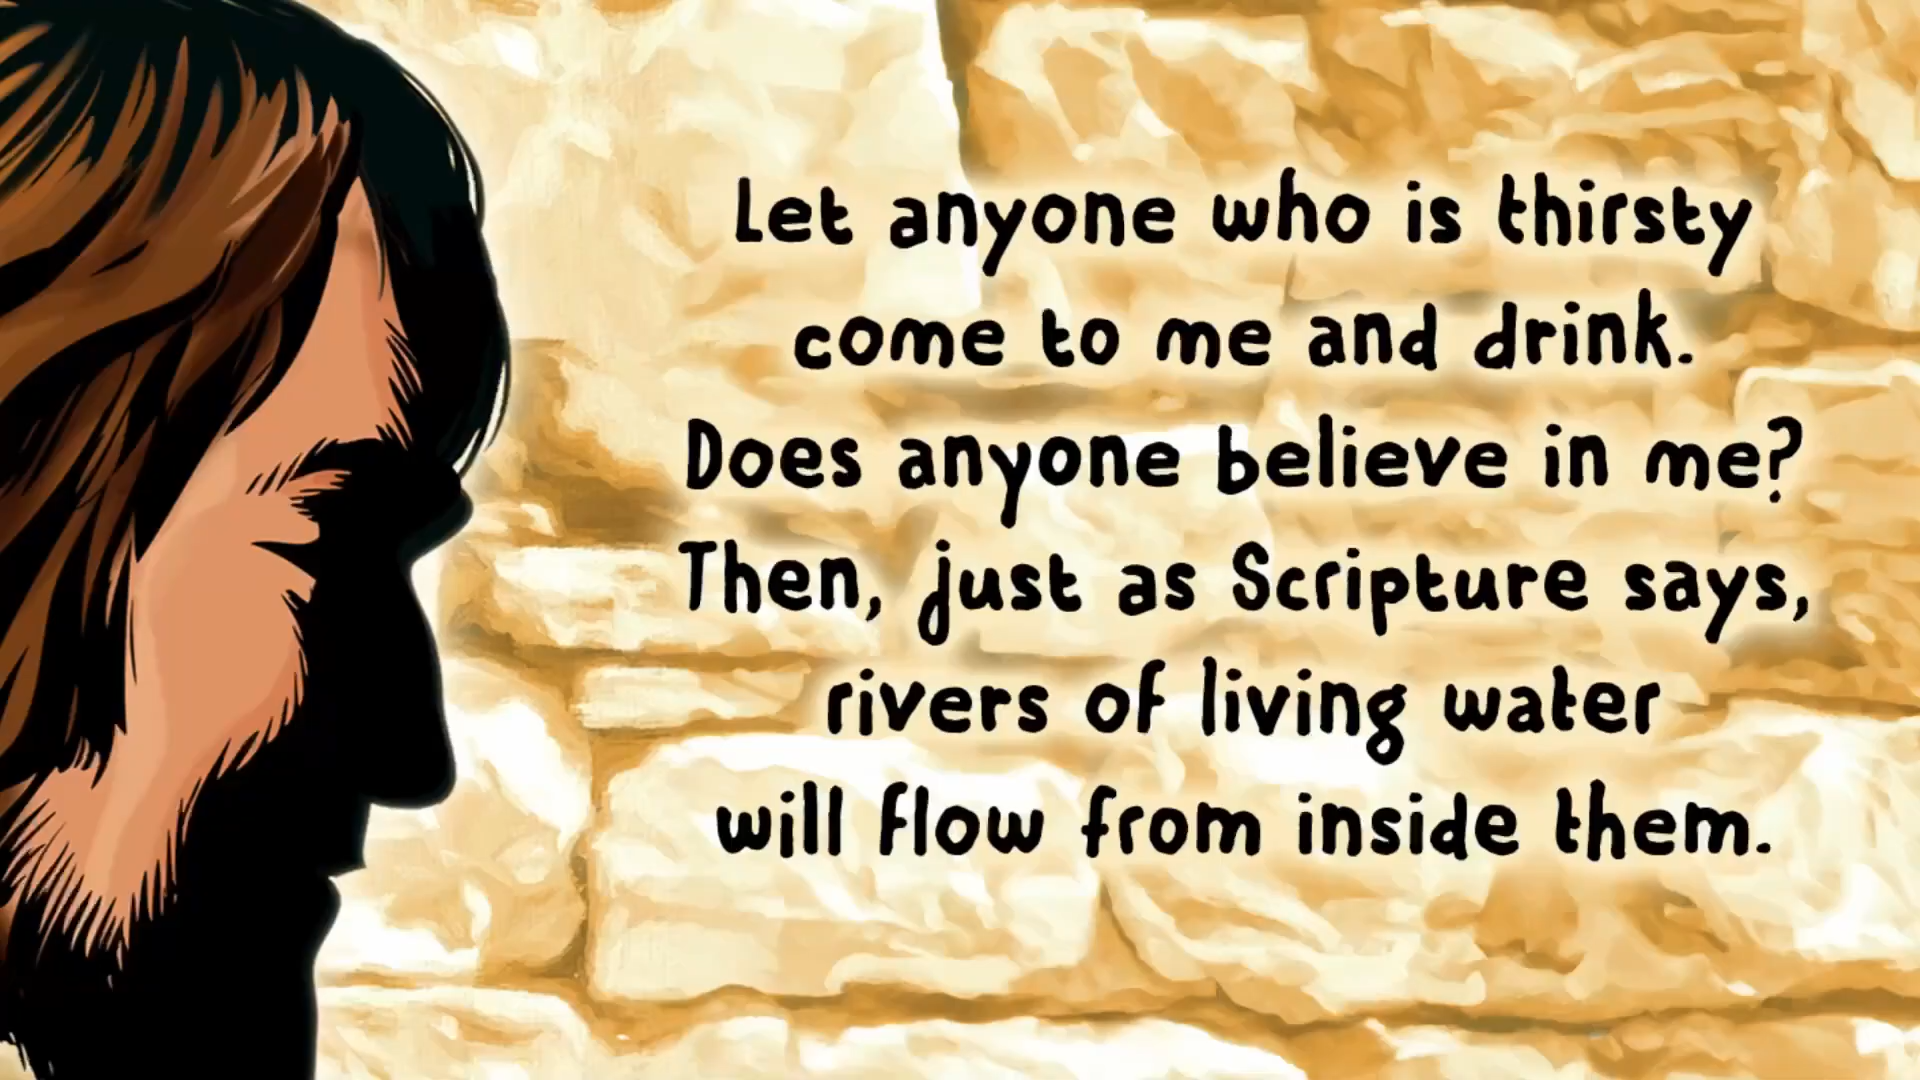 Let anyone who is thirsty
come to me and drink.
Does anyone believe in me?
Then, just as Scripture says,
rivers of living water
will flow from inside them.